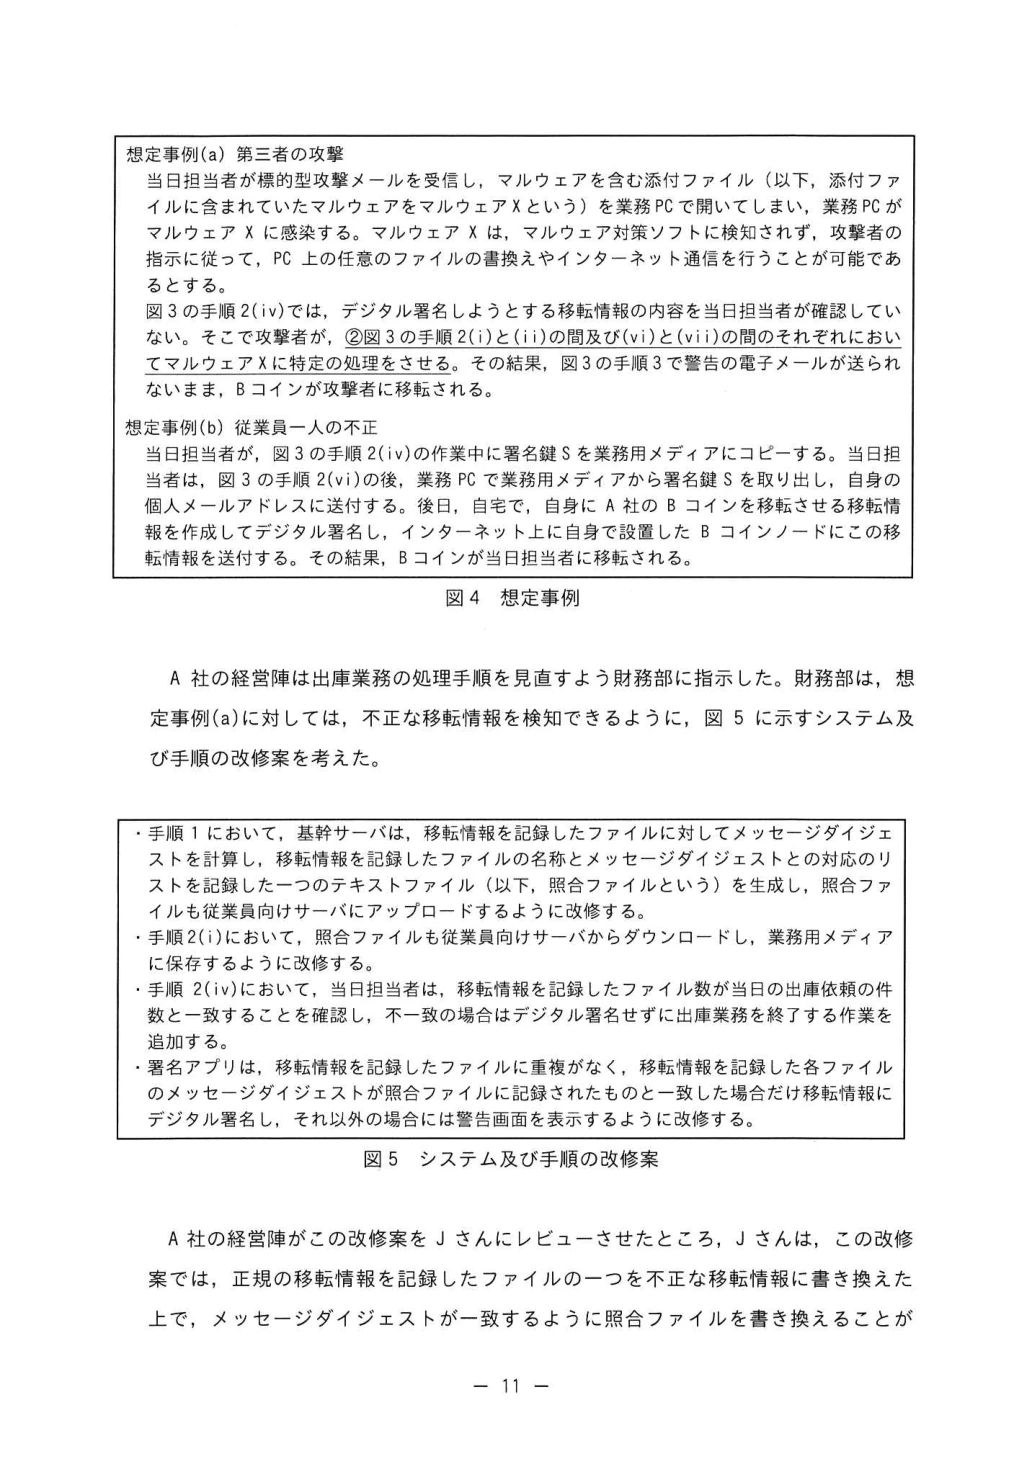 想定事例(a) 第三者の攻撃
当日担当者が標的型攻撃メールを受信し，マルウェアを含む添付ファイル（以下，添付ファ
イルに含まれていたマルウェアをマルウェアXという）を業務PCで開いてしまい，業務PCが
マルウェア X に感染する。マルウェア X は，マルウェア対策ソフトに検知されず，攻撃者の
指示に従って，PC 上の任意のファイルの書換えやインターネット通信を行うことが可能であ
るとする。
図3の手順2(iv)では，デジタル署名しようとする移転情報の内容を当日担当者が確認してい
ない。そこで攻撃者が，②図3の手順2(i)と(ii)の間及び(vi)と(vii)の間のそれぞれにおい
てマルウェアXに特定の処理をさせる。その結果，図3の手順3で警告の電子メールが送られ
ないまま，Bコインが攻撃者に移転される。
想定事例(b) 従業員一人の不正
当日担当者が，図3の手順2(iv)の作業中に署名鍵Sを業務用メディアにコピーする。当日担
当者は，図3の手順2(vi)の後，業務PCで業務用メディアから署名鍵Sを取り出し，自身の
個人メールアドレスに送付する。後日，自宅で，自身に A 社の B コインを移転させる移転情
報を作成してデジタル署名し，インターネット上に自身で設置した B コインノードにこの移
転情報を送付する。その結果，Bコインが当日担当者に移転される。
図4 想定事例
A 社の経営陣は出庫業務の処理手順を見直すよう財務部に指示した。財務部は，想
定事例(a)に対しては，不正な移転情報を検知できるように，図 5 に示すシステム及
び手順の改修案を考えた。
・手順1において，基幹サーバは，移転情報を記録したファイルに対してメッセージダイジェ
ストを計算し，移転情報を記録したファイルの名称とメッセージダイジェストとの対応のリ
ストを記録した一つのテキストファイル（以下，照合ファイルという）を生成し，照合ファ
イルも従業員向けサーバにアップロードするように改修する。
・手順2(i)において，照合ファイルも従業員向けサーバからダウンロードし，業務用メディア
に保存するように改修する。
・手順 2(iv)において，当日担当者は，移転情報を記録したファイル数が当日の出庫依頼の件
数と一致することを確認し，不一致の場合はデジタル署名せずに出庫業務を終了する作業を
追加する。
・署名アプリは，移転情報を記録したファイルに重複がなく，移転情報を記録した各ファイル
のメッセージダイジェストが照合ファイルに記録されたものと一致した場合だけ移転情報に
デジタル署名し，それ以外の場合には警告画面を表示するように改修する。
図5 システム及び手順の改修案
A 社の経営陣がこの改修案を J さんにレビューさせたところ，J さんは，この改修
案では，正規の移転情報を記録したファイルの一つを不正な移転情報に書き換えた
上で，メッセージダイジェストが一致するように照合ファイルを書き換えることが
－ 11 －